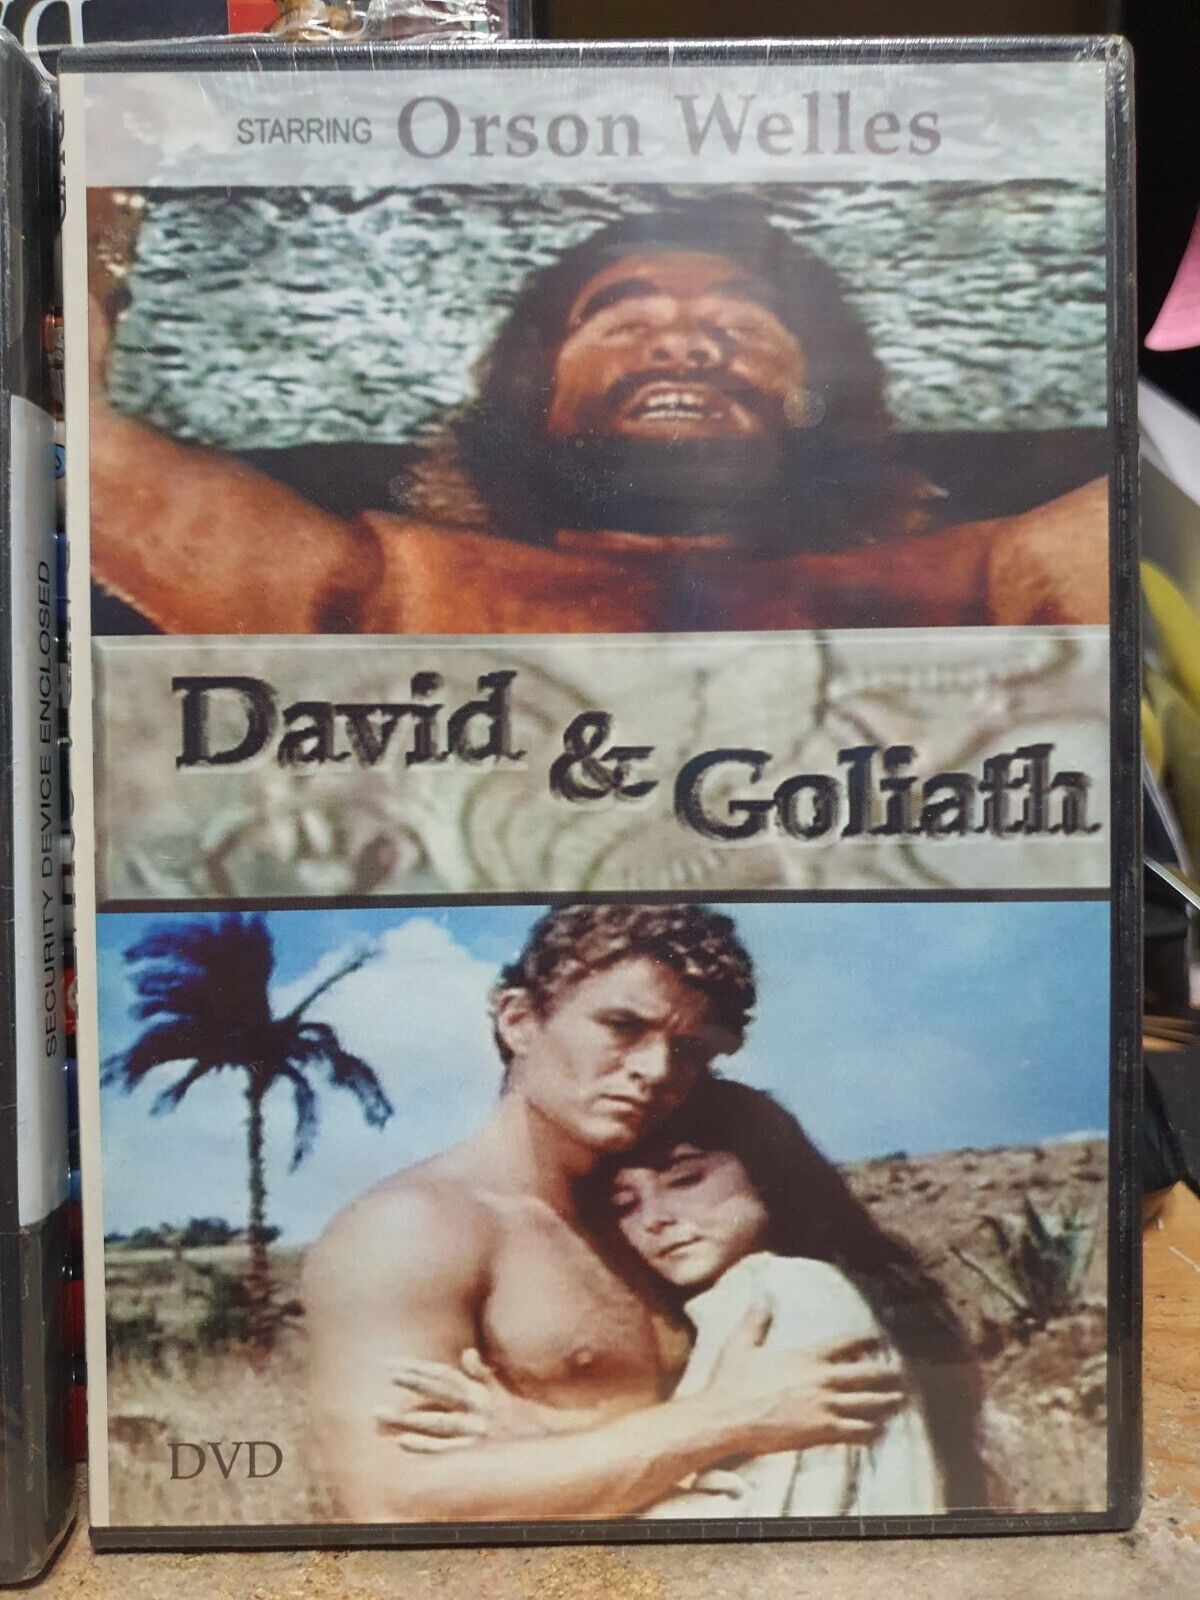 STARRING Orson Welles
David & Goliath
DVD
SECURITY DEVICE ENCLOSED